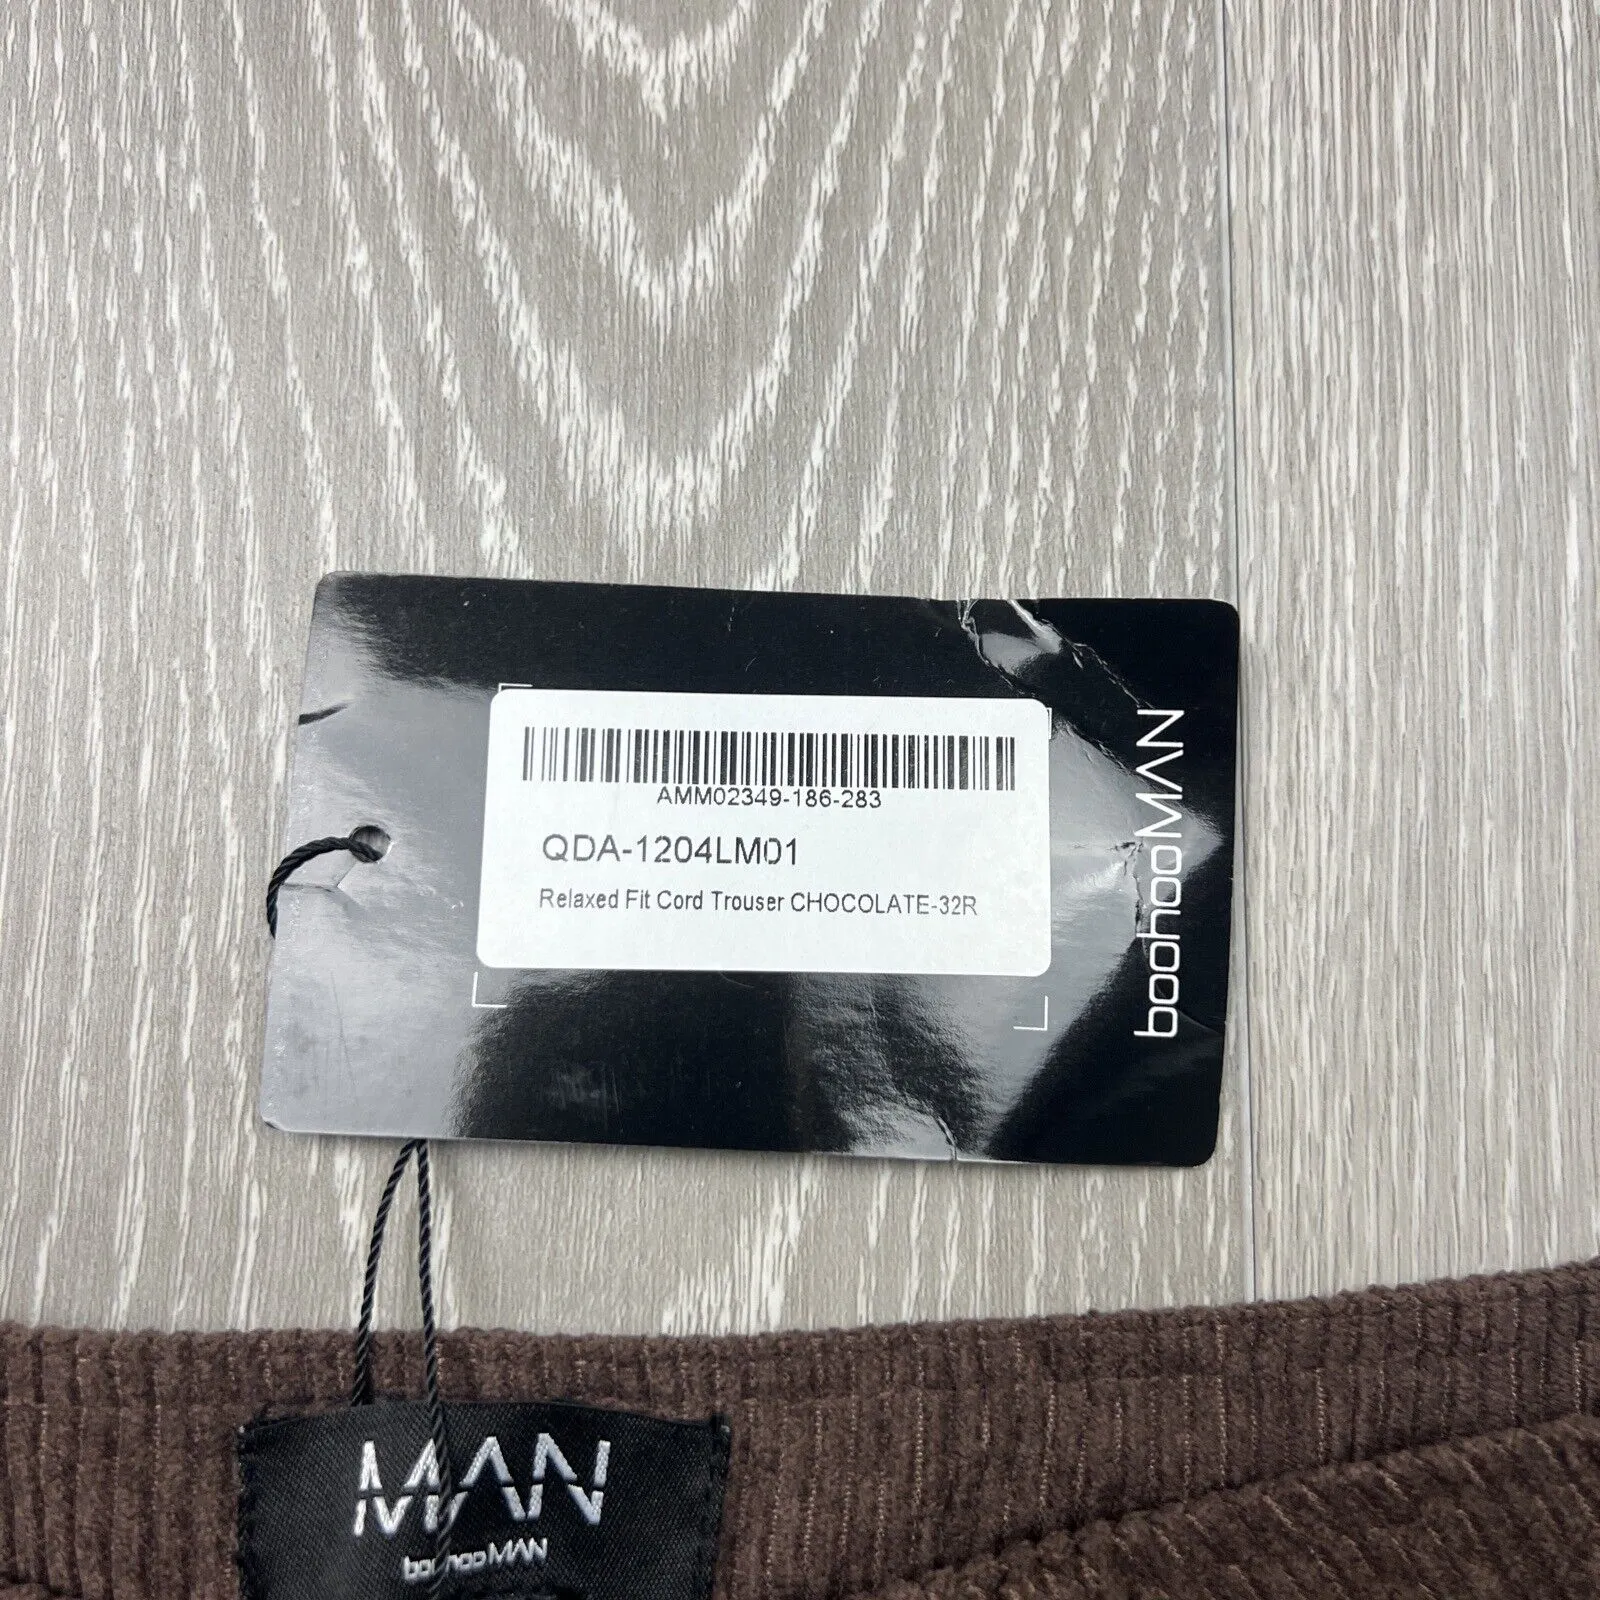 AMM02349-186-283
QDA-1204LM01
Relaxed Fit Cord Trouser CHOCOLATE-32R
boohooMAN
MAN
boohooMAN